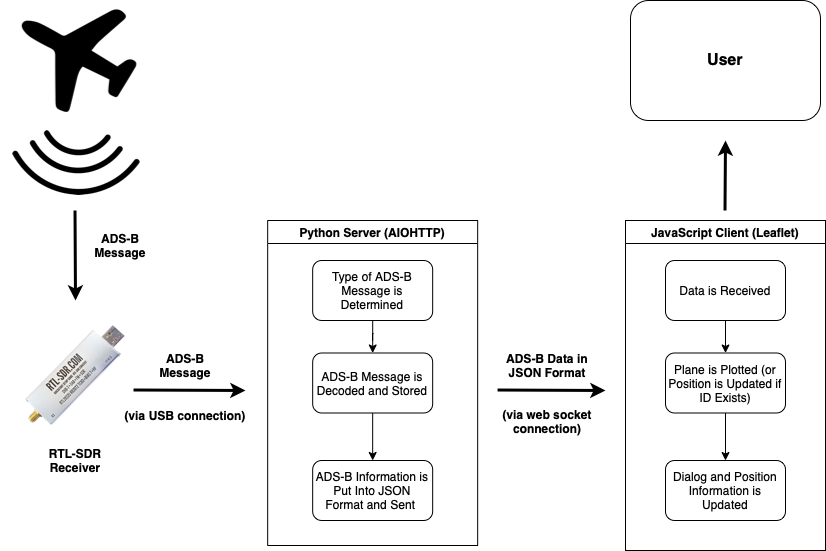 User
ADS-B
Message
Python Server (AIOHTTP)
Type of ADS-B
Message is
Determined
ADS-B Message is
Decoded and Stored
ADS-B Information is
Put Into JSON
Format and Sent
JavaScript Client (Leaflet)
Data is Received
Plane is Plotted (or
Position is Updated if
ID Exists)
Dialog and Position
Information is
Updated
RTL-SDR.COM
ADS-B
Message
(via USB connection)
ADS-B Data in
JSON Format
(via web socket
connection)
RTL-SDR
Receiver